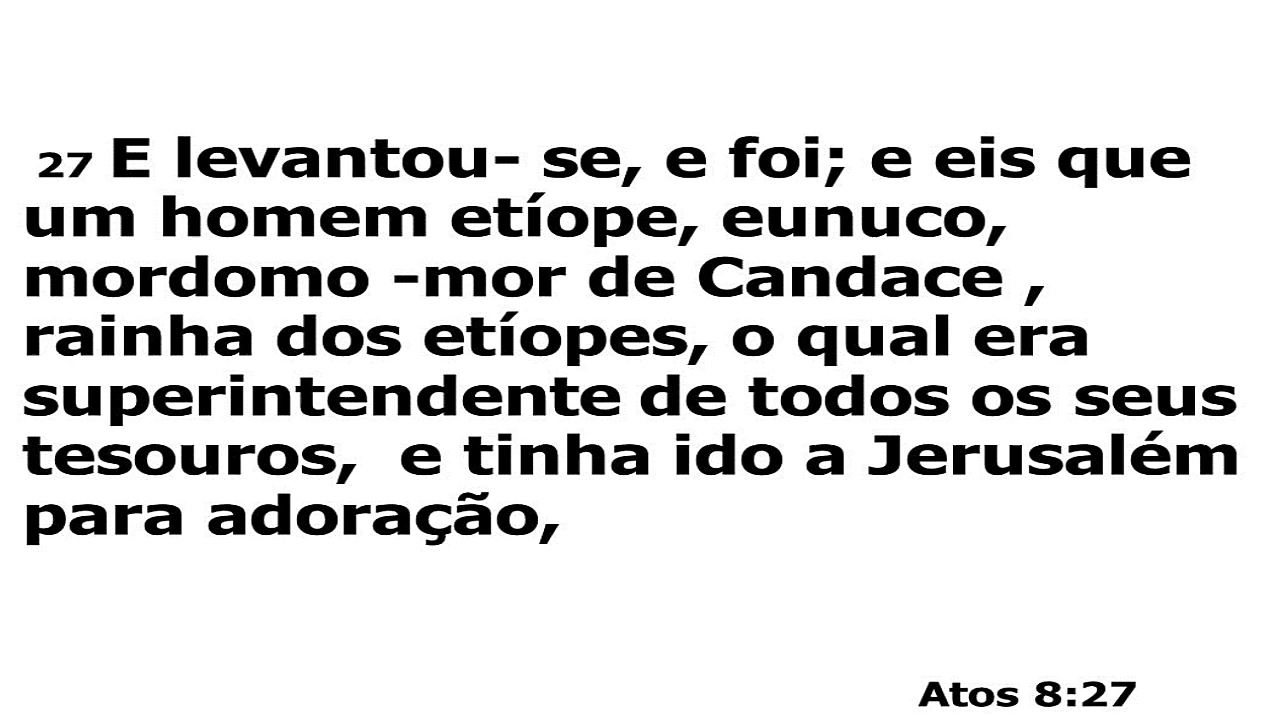 27 E levantou- se, e foi; e eis que
um homem etíope, eunuco,
mordomo -mor de Candace ,
rainha dos etíopes, o qual era
superintendente de todos os seus
tesouros,  e tinha ido a Jerusalém
para adoração,
Atos 8:27